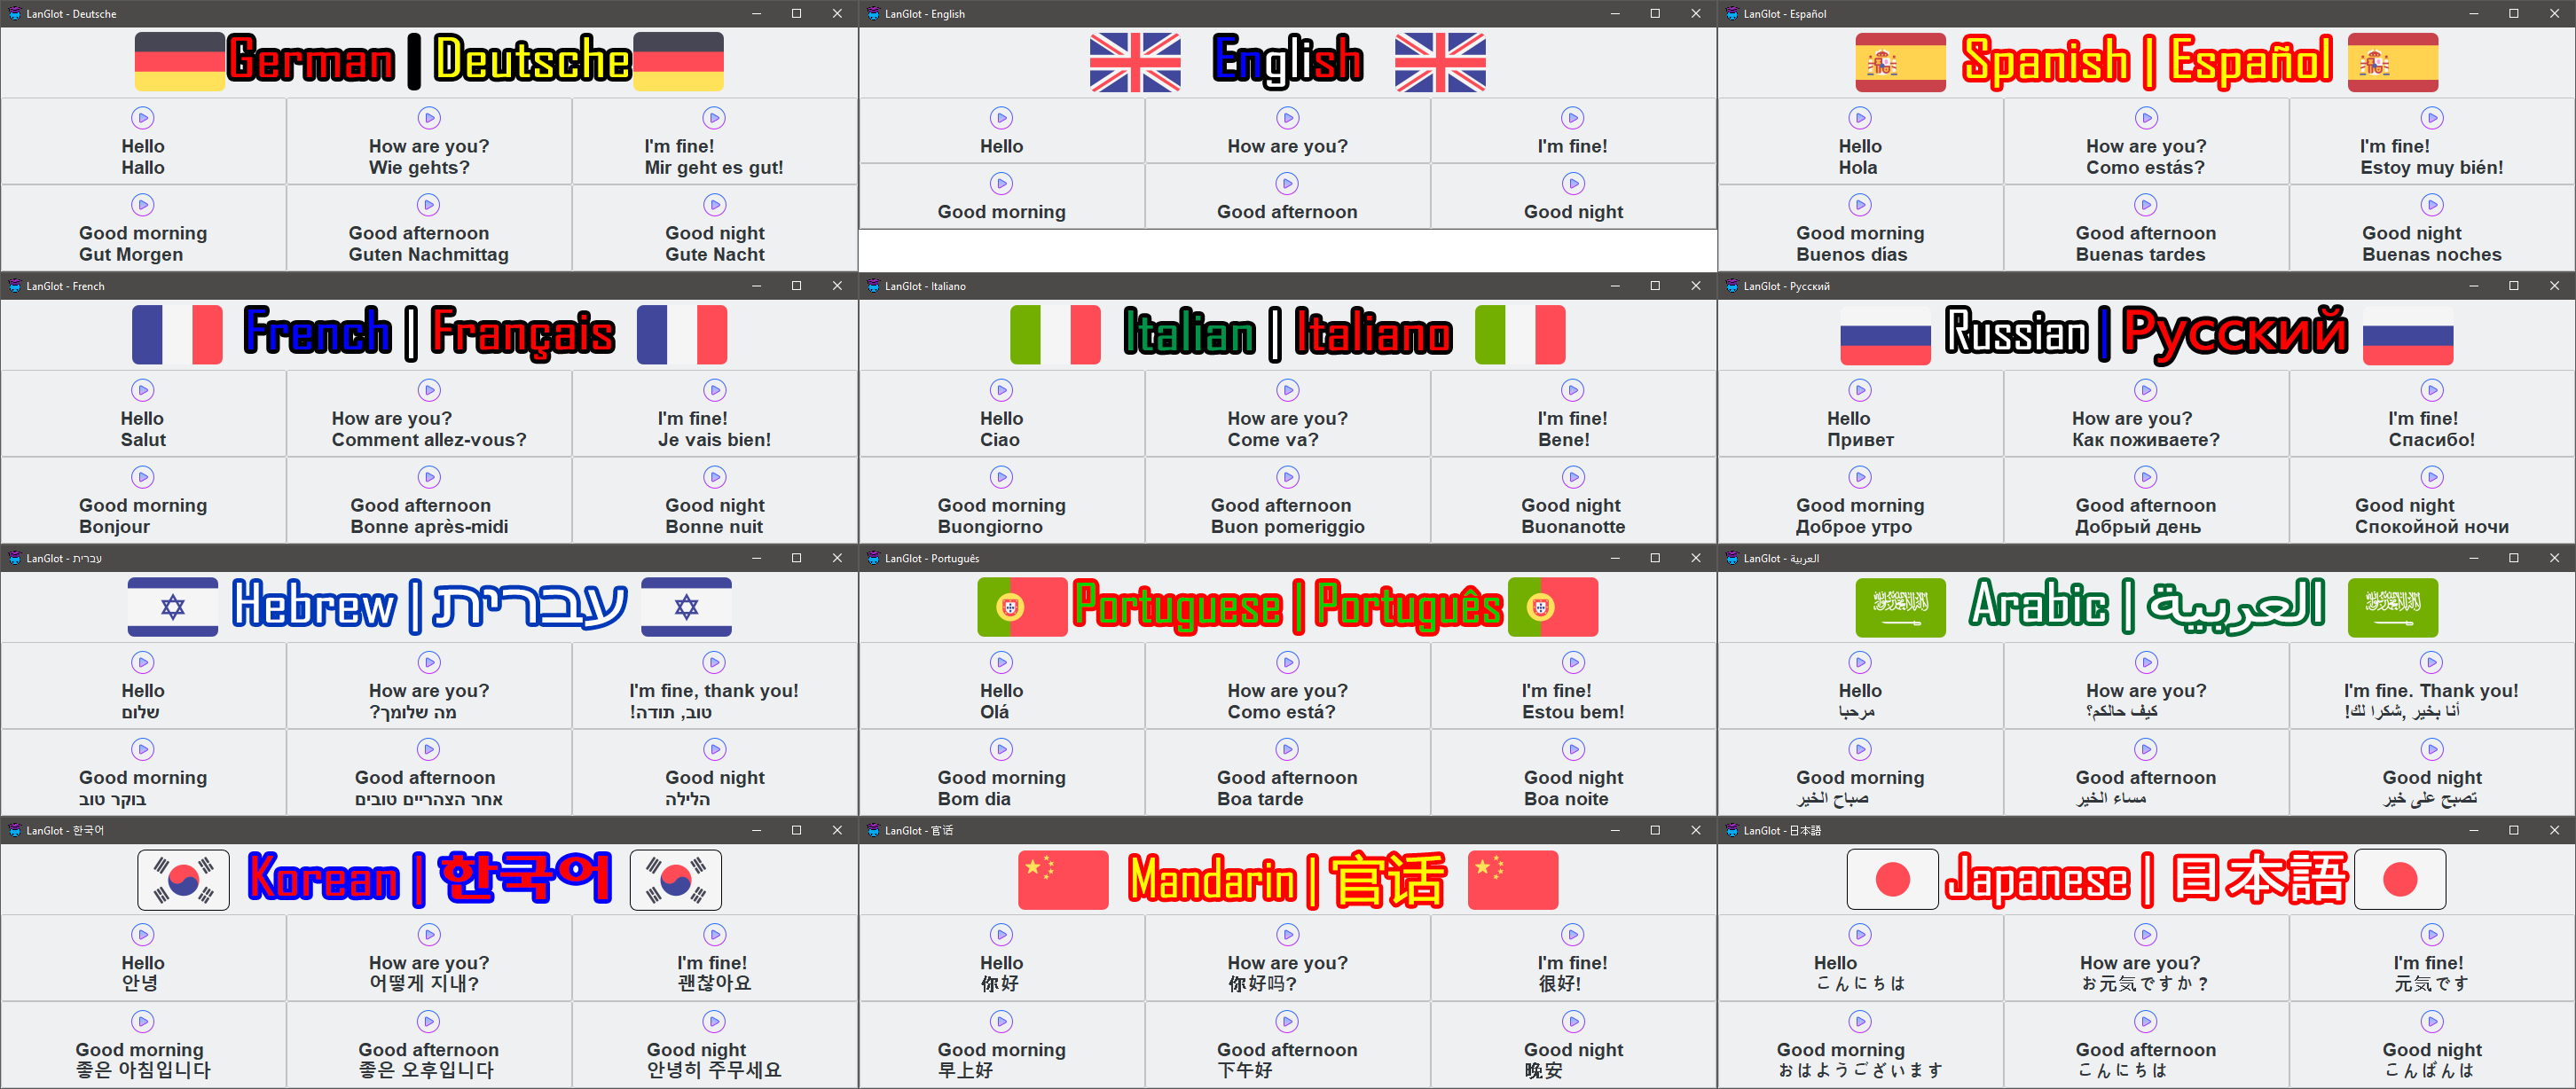 LanGlot - Deutsche
German | Deutsche
Hello
Hallo
How are you?
Wie gehts?
I'm fine!
Mir geht es gut!
Good morning
Gut Morgen
Good afternoon
Guten Nachmittag
Good night
Gute Nacht
LanGlot - English
English
Hello
How are you?
I'm fine!
Good morning
Good afternoon
Good night
LanGlot - Español
Spanish | Español
Hello
Hola
How are you?
Como estás?
I'm fine!
Estoy muy bién!
Good morning
Buenos días
Good afternoon
Buenas tardes
Good night
Buenas noches
LanGlot - French
French | Français
Hello
Salut
How are you?
Comment allez-vous?
I'm fine!
Je vais bien!
Good morning
Bonjour
Good afternoon
Bonne après-midi
Good night
Bonne nuit
LanGlot - Italiano
Italian | Italiano
Hello
Ciao
How are you?
Come va?
I'm fine!
Bene!
Good morning
Buongiorno
Good afternoon
Buon pomeriggio
Good night
Buonanotte
LanGlot - Русский
Russian | Русский
Hello
Привет
How are you?
Как поживаете?
I'm fine!
Спасибо!
Good morning
Доброе утро
Good afternoon
Добрый день
Good night
Спокойной ночи
LanGlot - עברית
Hebrew | עברית
Hello
שלום
How are you?
מה שלומך?
I'm fine, thank you!
טוב, תודה!
Good morning
בוקר טוב
Good afternoon
אחר הצהריים טובים
Good night
הלילה
LanGlot - Português
Portuguese | Português
Hello
Olá
How are you?
Como está?
I'm fine!
Estou bem!
Good morning
Bom dia
Good afternoon
Boa tarde
Good night
Boa noite
LanGlot - العربية
Arabic | العربية
Hello
مرحبا
How are you?
كيف حالكم؟
I'm fine. Thank you!
أنا بخير ,شكرا لك!
Good morning
صباح الخير
Good afternoon
مساء الخير
Good night
تصبح على خير
LanGlot - 한국어
Korean | 한국어
Hello
안녕
How are you?
어떻게 지내?
I'm fine!
괜찮아요
Good morning
좋은 아침입니다
Good afternoon
좋은 오후입니다
Good night
안녕히 주무세요
LanGlot - 官话
Mandarin | 官话
Hello
你好
How are you?
你好吗?
I'm fine!
很好!
Good morning
早上好
Good afternoon
下午好
Good night
晚安
LanGlot - 日本語
Japanese | 日本語
Hello
こんにちは
How are you?
お元気ですか？
I'm fine!
元気です
Good morning
おはようございます
Good afternoon
こんにちは
Good night
こんばんは